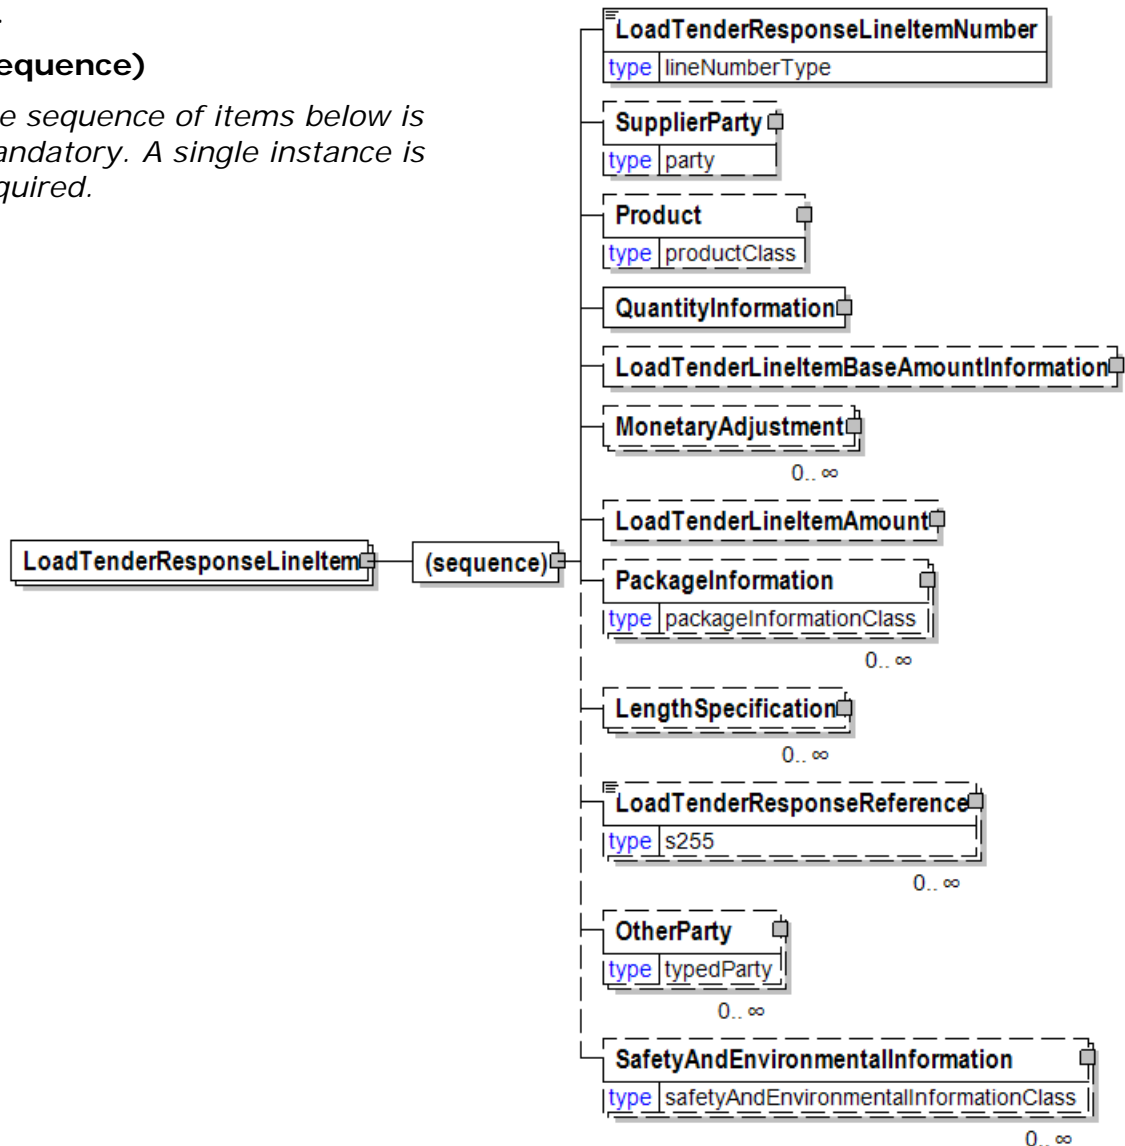 .
equence)
e sequence of items below is
andatory. A single instance is
quired.
LoadTenderResponseLineItem
(sequence)
LoadTenderResponseLineItemNumber
type lineNumberType
SupplierParty
type party
Product
type productClass
QuantityInformation
LoadTenderLineItemBaseAmountInformation
MonetaryAdjustment
0.. ∞
LoadTenderLineItemAmount
PackageInformation
type packageInformationClass
0.. ∞
LengthSpecification
0.. ∞
LoadTenderResponseReference
type s255
0.. ∞
OtherParty
type typedParty
0.. ∞
SafetyAndEnvironmentalInformation
type safetyAndEnvironmentalInformationClass
0.. ∞